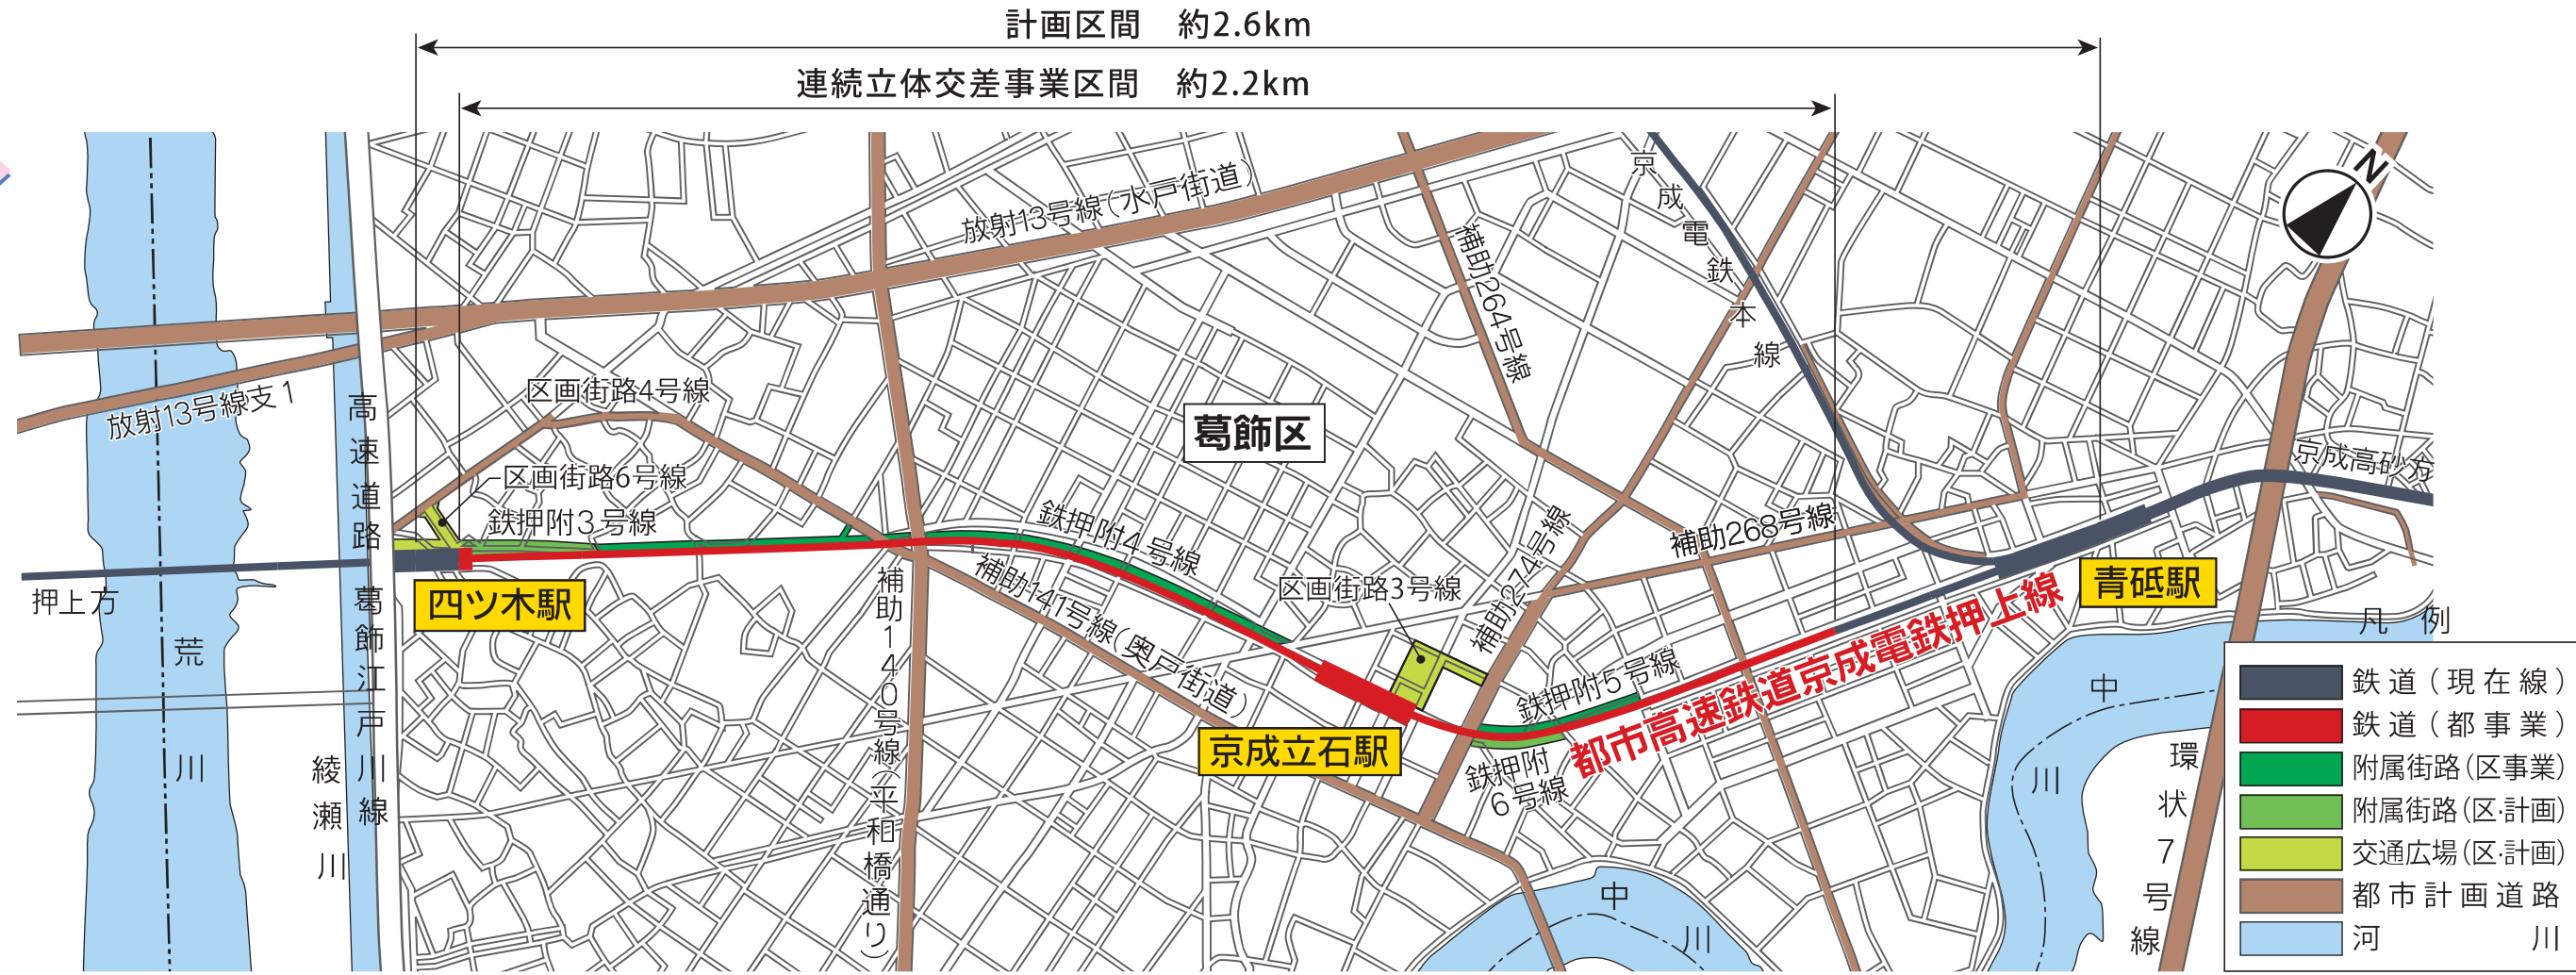 計画区間　約2.6km
連続立体交差事業区間　約2.2km
N
放射13号線(水戸街道)
京成電鉄本線
補助264号線
放射13号線支1
高速道路葛飾江戸川線
区画街路4号線
葛飾区
区画街路6号線
鉄押附3号線
鉄押附4号線
京成高砂方
補助268号線
補助274号線
区画街路3号線
押上方
四ツ木駅
青砥駅
補助141号線(奥戸街道)
補助140号線(平和橋通り)
都市高速鉄道京成電鉄押上線
鉄押附5号線
京成立石駅
鉄押附
6号線
荒川
綾瀬川
中川
中川
環状7号線
凡　例
鉄道(現在線)
鉄道(都事業)
附属街路(区事業)
附属街路(区・計画)
交通広場(区・計画)
都市計画道路
河　川